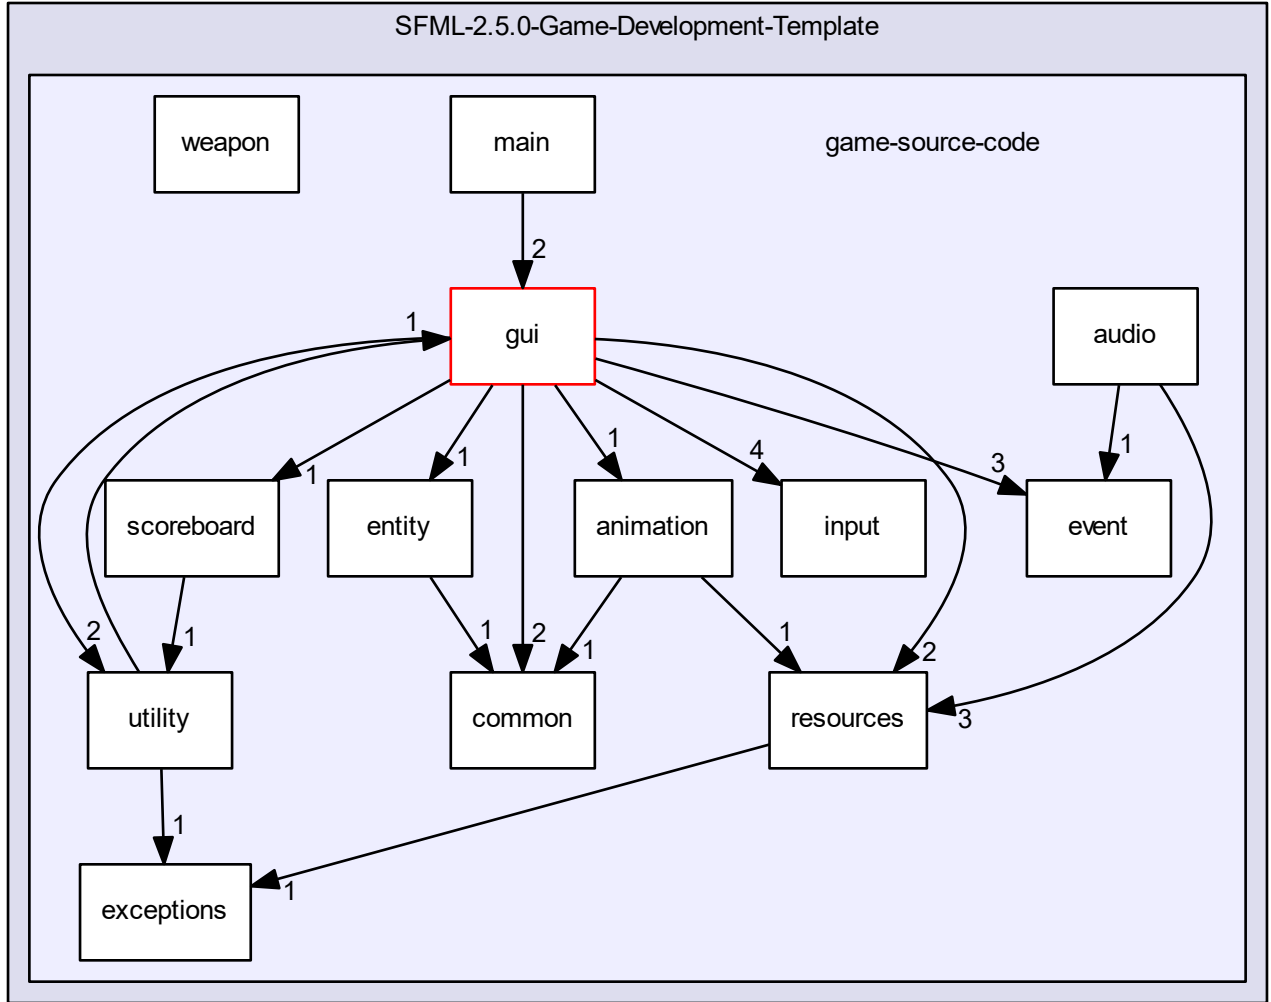 SFML-2.5.0-Game-Development-Template
weapon
main
game-source-code
2
1
gui
audio
1
1
1
4
3
1
scoreboard
entity
animation
input
event
2
1
1
2
1
1
2
3
utility
common
resources
1
1
exceptions